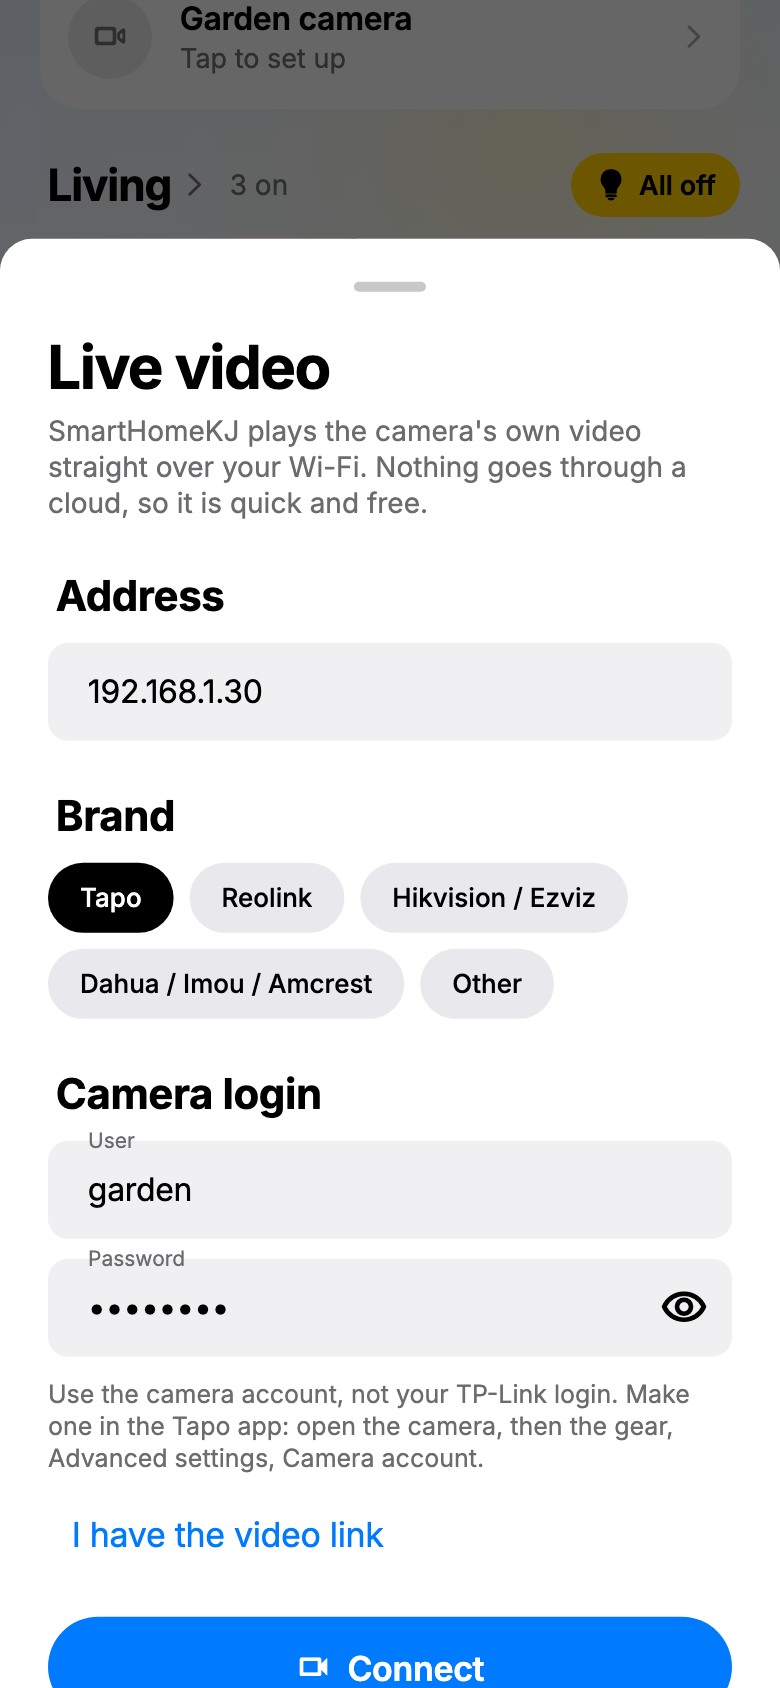 Garden camera
Tap to set up
Living
3 on
All off
Live video
SmartHomeKJ plays the camera's own video
straight over your Wi-Fi. Nothing goes through a
cloud, so it is quick and free.
Address
192.168.1.30
Brand
Tapo
Reolink
Hikvision / Ezviz
Dahua / Imou / Amcrest
Other
Camera login
User
garden
Password
••••••••
Use the camera account, not your TP-Link login. Make
one in the Tapo app: open the camera, then the gear,
Advanced settings, Camera account.
I have the video link
Connect